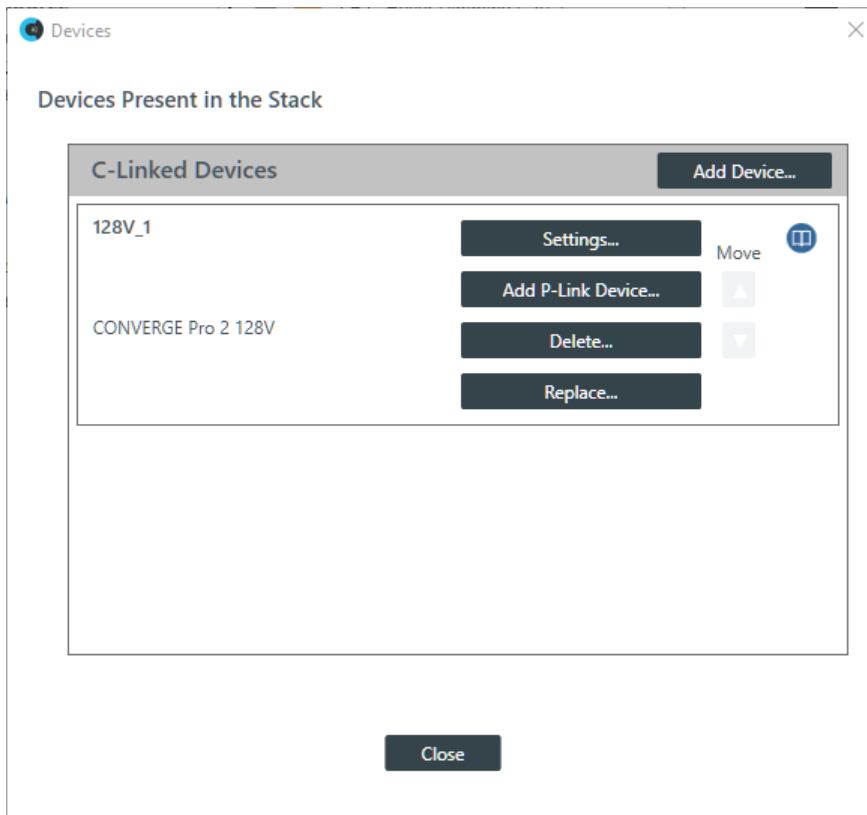 Devices
Devices Present in the Stack
C-Linked Devices
Add Device...
128V_1
Settings...
Move
Add P-Link Device...
CONVERGE Pro 2 128V
Delete...
Replace...
Close